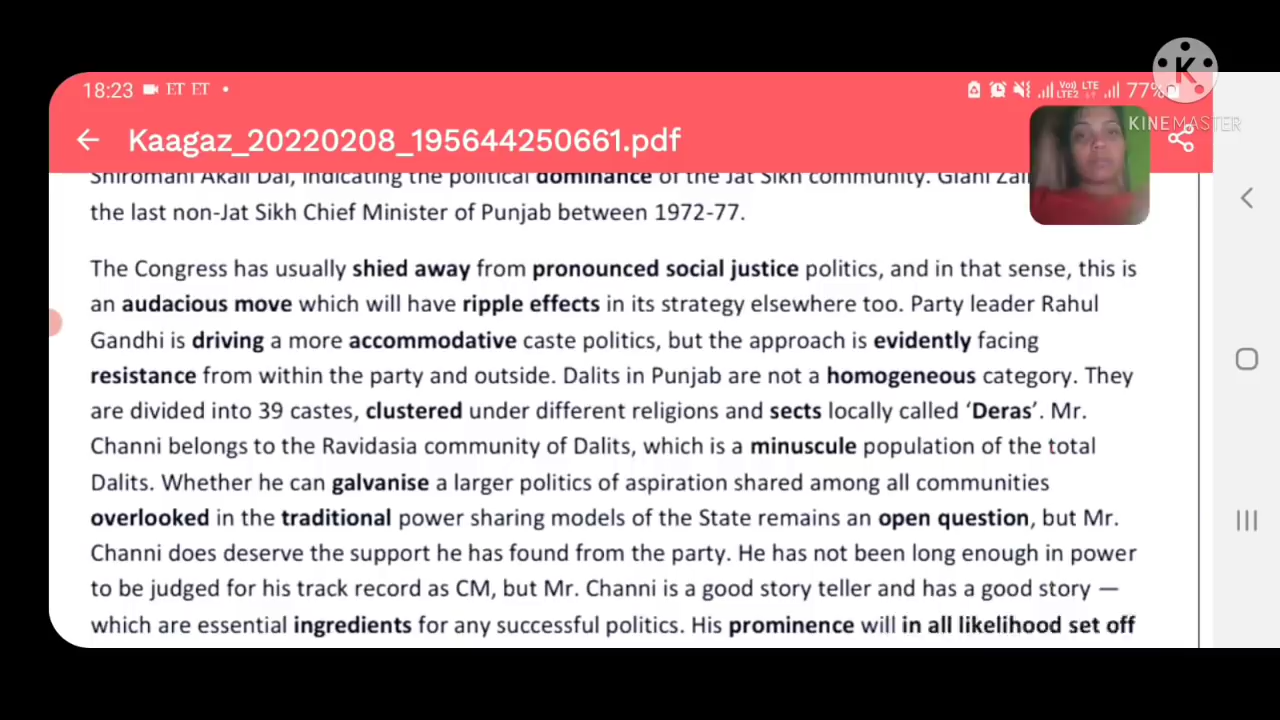 18:23 ET ET •
Vo) LTE
LTE2
77%
K
KINEMASTER
Kaagaz_20220208_195644250661.pdf
Shiromani Akali Dal, indicating the political dominance of the Jat Sikh community. Giani Zail
the last non-Jat Sikh Chief Minister of Punjab between 1972-77.
The Congress has usually shied away from pronounced social justice politics, and in that sense, this is
an audacious move which will have ripple effects in its strategy elsewhere too. Party leader Rahul
Gandhi is driving a more accommodative caste politics, but the approach is evidently facing
resistance from within the party and outside. Dalits in Punjab are not a homogeneous category. They
are divided into 39 castes, clustered under different religions and sects locally called ‘Deras’. Mr.
Channi belongs to the Ravidasia community of Dalits, which is a minuscule population of the total
Dalits. Whether he can galvanise a larger politics of aspiration shared among all communities
overlooked in the traditional power sharing models of the State remains an open question, but Mr.
Channi does deserve the support he has found from the party. He has not been long enough in power
to be judged for his track record as CM, but Mr. Channi is a good story teller and has a good story —
which are essential ingredients for any successful politics. His prominence will in all likelihood set off